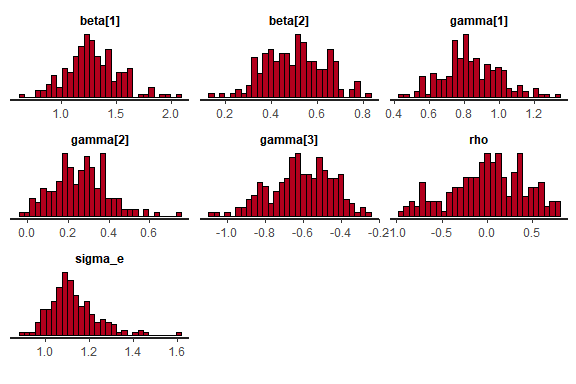 beta[1] beta[2] gamma[1]
1.0 1.5 2.0 0.2 0.4 0.6 0.8 0.4 0.6 0.8 1.0 1.2
gamma[2] gamma[3] rho
0.0 0.2 0.4 0.6 -1.0 -0.8 -0.6 -0.4 -0.2 -1.0 -0.5 0.0 0.5
sigma_e
1.0 1.2 1.4 1.6